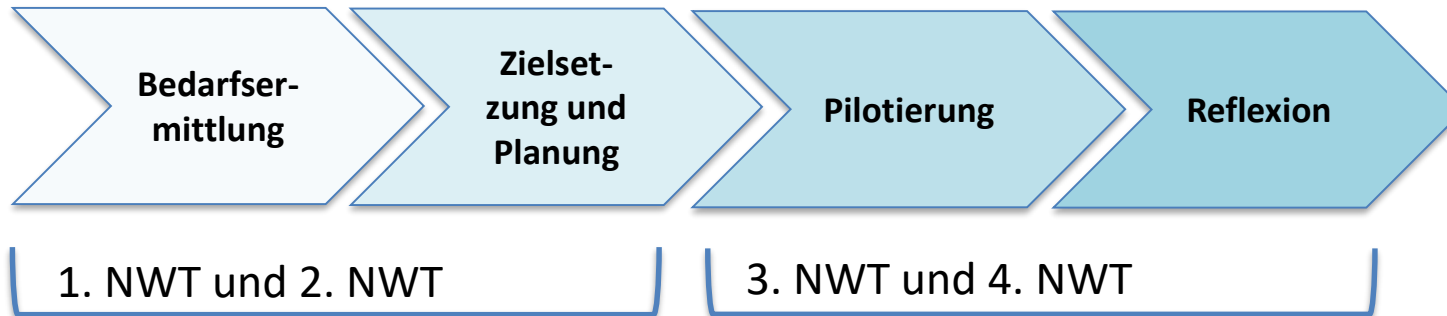 Bedarfser-
mittlung
Zielset-
zung und
Planung
Pilotierung
Reflexion
1. NWT und 2. NWT
3. NWT und 4. NWT